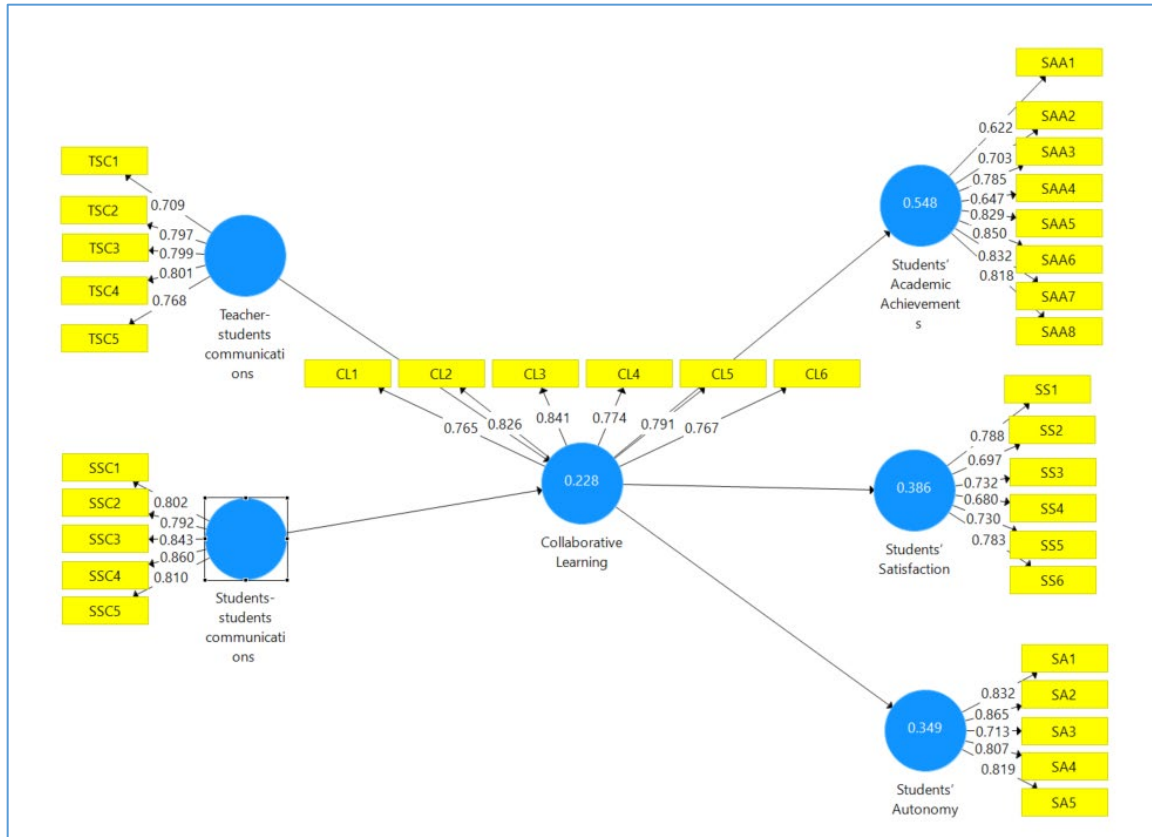 TSC1
TSC2
TSC3
TSC4
TSC5
0.709
0.797
0.799
0.801
0.768
Teacher-
students
communicati
ons
SSC1
SSC2
SSC3
SSC4
SSC5
0.802
0.792
0.843
0.860
0.810
Students-
students
communicati
ons
CL1
CL2
CL3
CL4
CL5
CL6
0.765
0.826
0.841
0.774
0.791
0.767
0.228
Collaborative
Learning
SAA1
SAA2
SAA3
SAA4
SAA5
SAA6
SAA7
SAA8
0.622
0.703
0.785
0.647
0.829
0.850
0.832
0.818
0.548
Students'
Academic
Achievement
s
SS1
SS2
SS3
SS4
SS5
SS6
0.788
0.697
0.732
0.680
0.730
0.783
0.386
Students'
Satisfaction
SA1
SA2
SA3
SA4
SA5
0.832
0.865
0.713
0.807
0.819
0.349
Students'
Autonomy